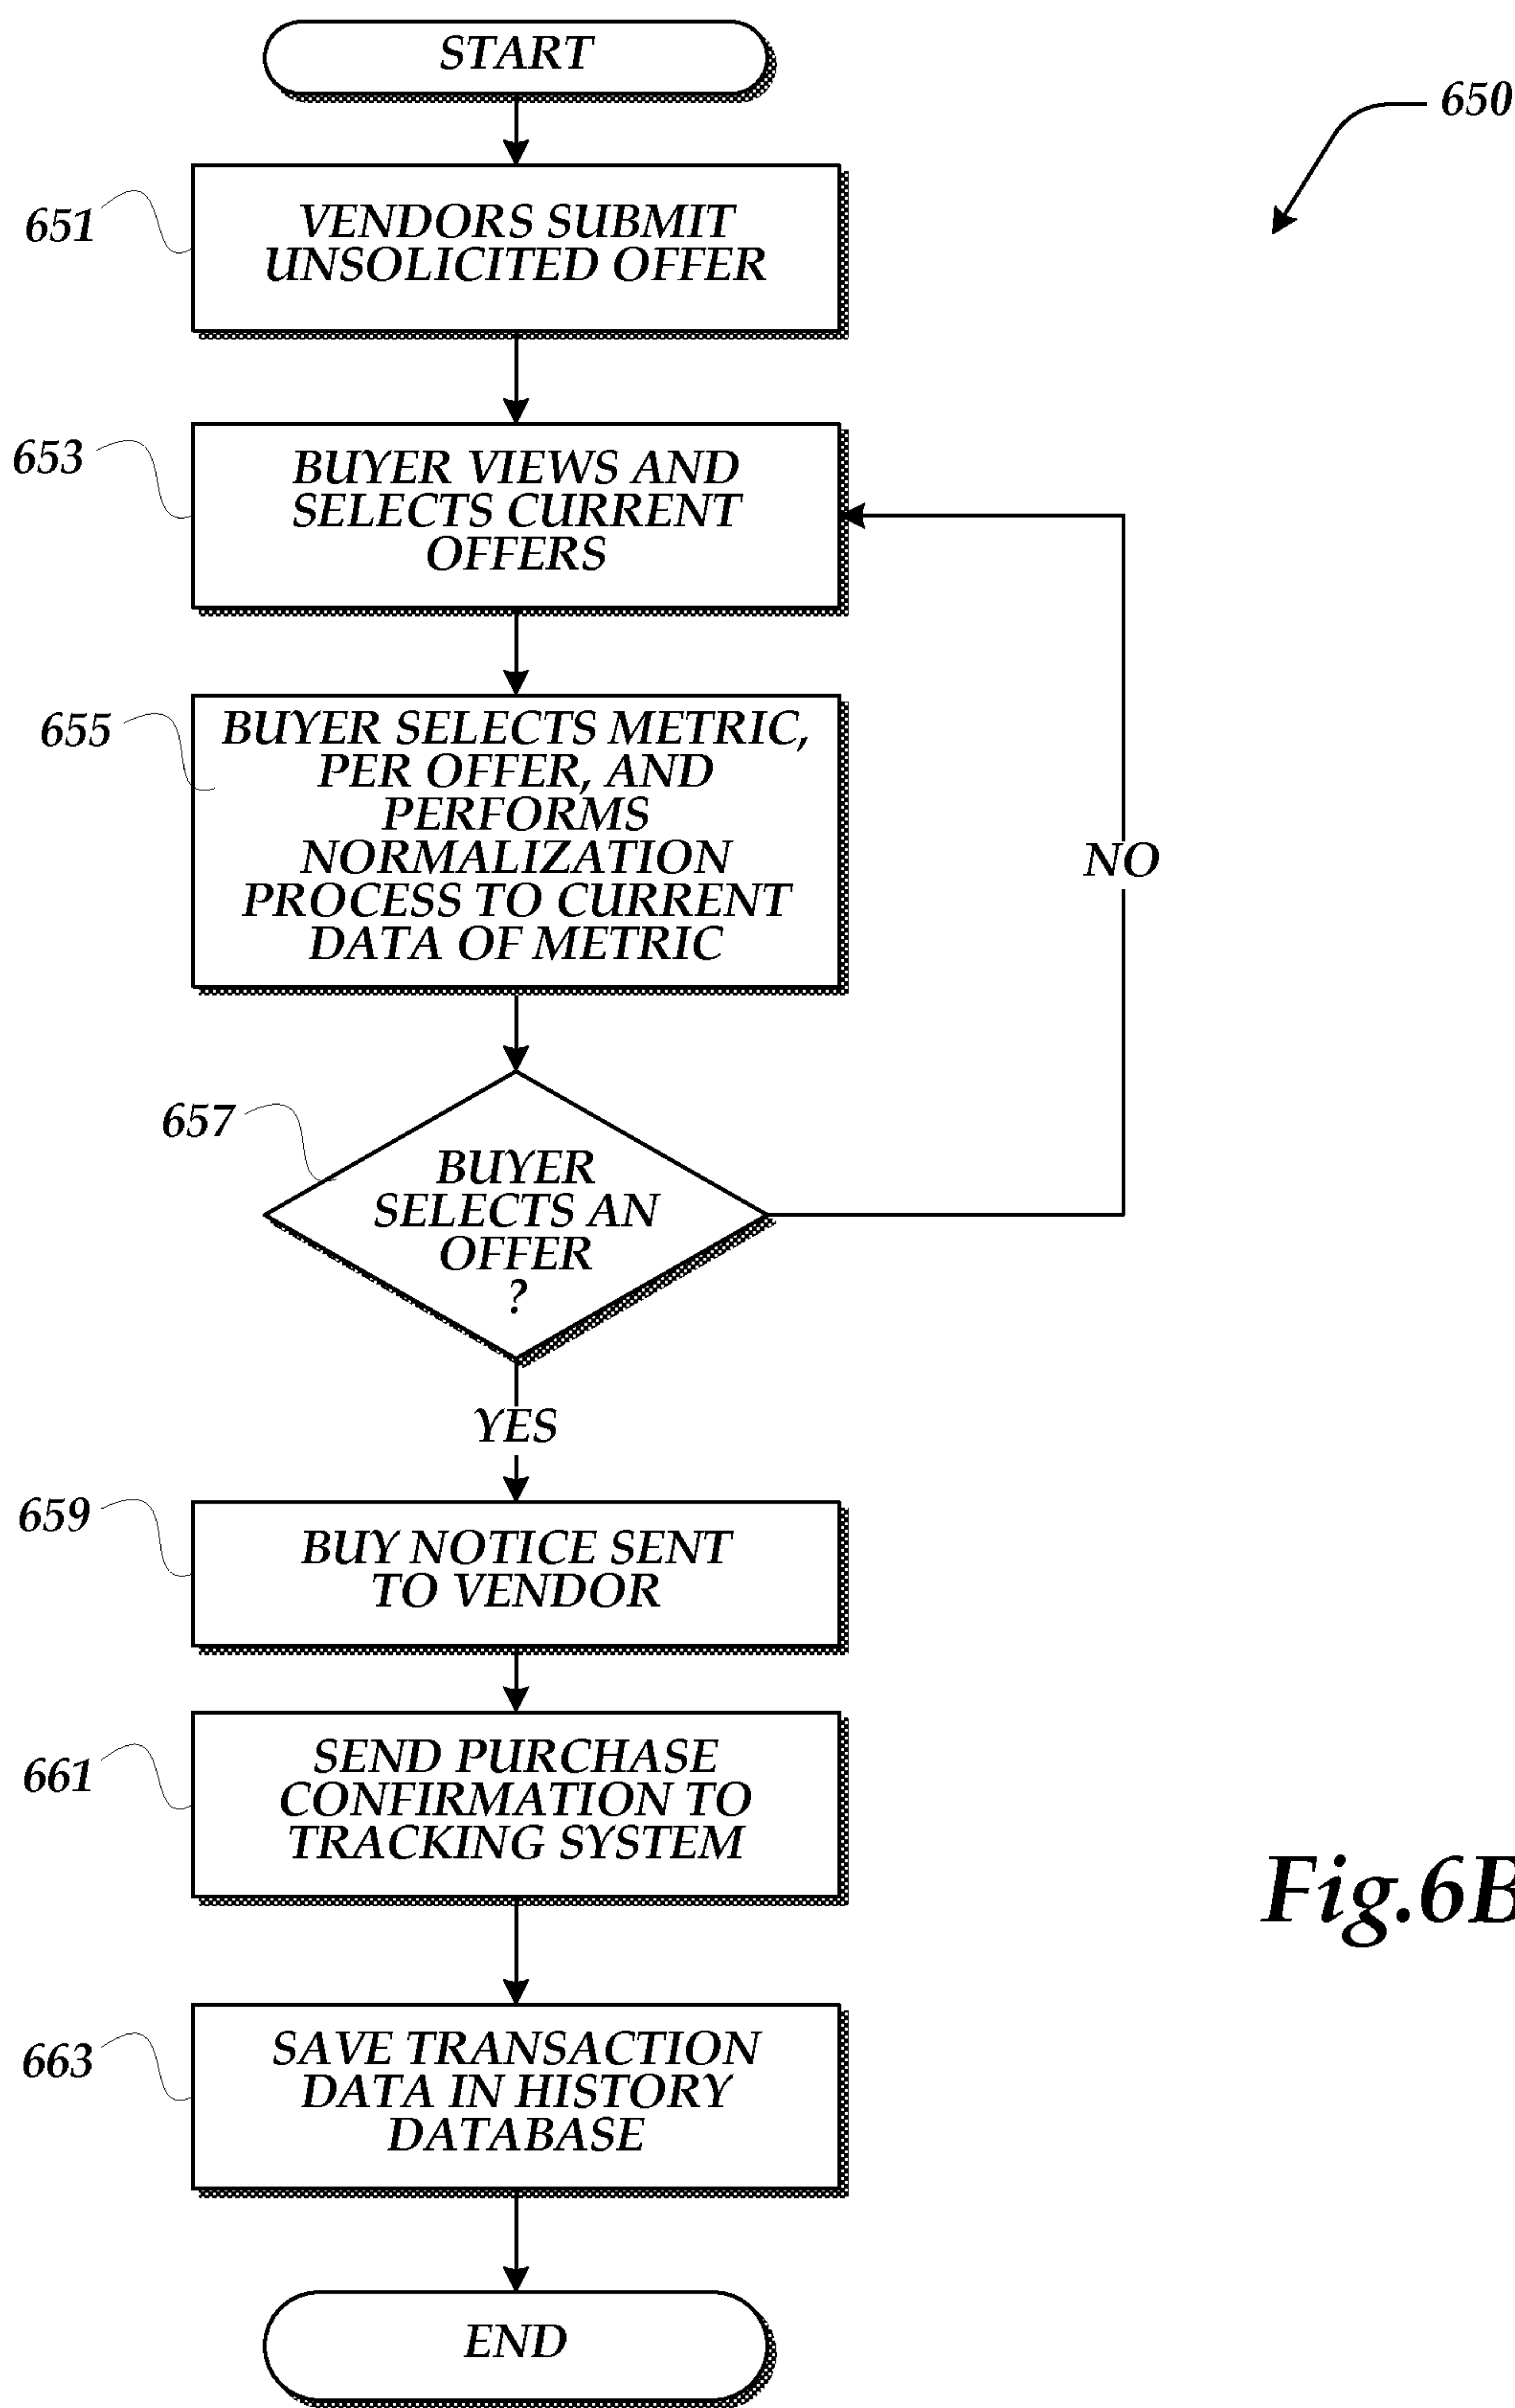 START
650
651
VENDORS SUBMIT
UNSOLICITED OFFER
653
BUYER VIEWS AND
SELECTS CURRENT
OFFERS
655
BUYER SELECTS METRIC,
PER OFFER, AND
PERFORMS
NORMALIZATION
PROCESS TO CURRENT
DATA OF METRIC
NO
657
BUYER
SELECTS AN
OFFER
?
YES
659
BUY NOTICE SENT
TO VENDOR
661
SEND PURCHASE
CONFIRMATION TO
TRACKING SYSTEM
Fig.6B
663
SAVE TRANSACTION
DATA IN HISTORY
DATABASE
END